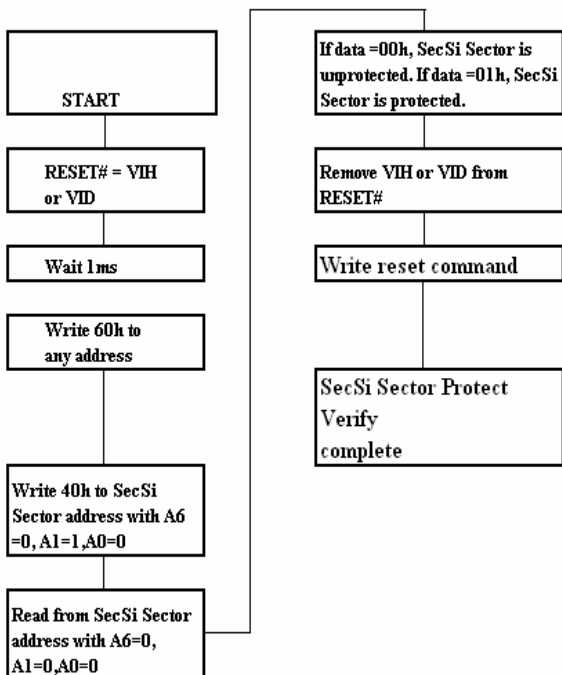 START
RESET# = VIH
or VID
Wait 1ms
Write 60h to
any address
Write 40h to SecSi
Sector address with A6
=0, A1=1,A0=0
Read from SecSi Sector
address with A6=0,
A1=0,A0=0
If data =00h, SecSi Sector is
unprotected. If data =01h, SecSi
Sector is protected.
Remove VIH or VID from
RESET#
Write reset command
SecSi Sector Protect
Verify
complete